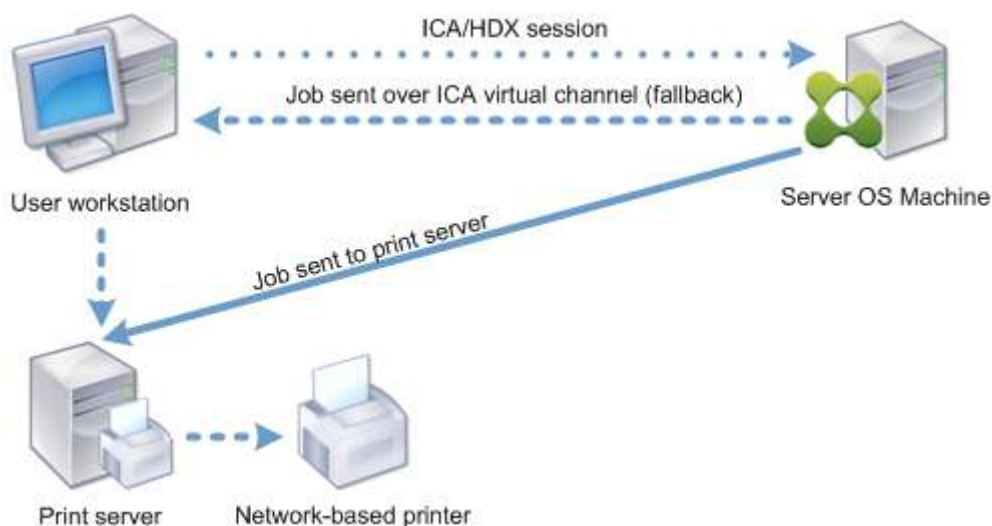 ICA/HDX session
Job sent over ICA virtual channel (fallback)
User workstation
Server OS Machine
Job sent to print server
Print server
Network-based printer